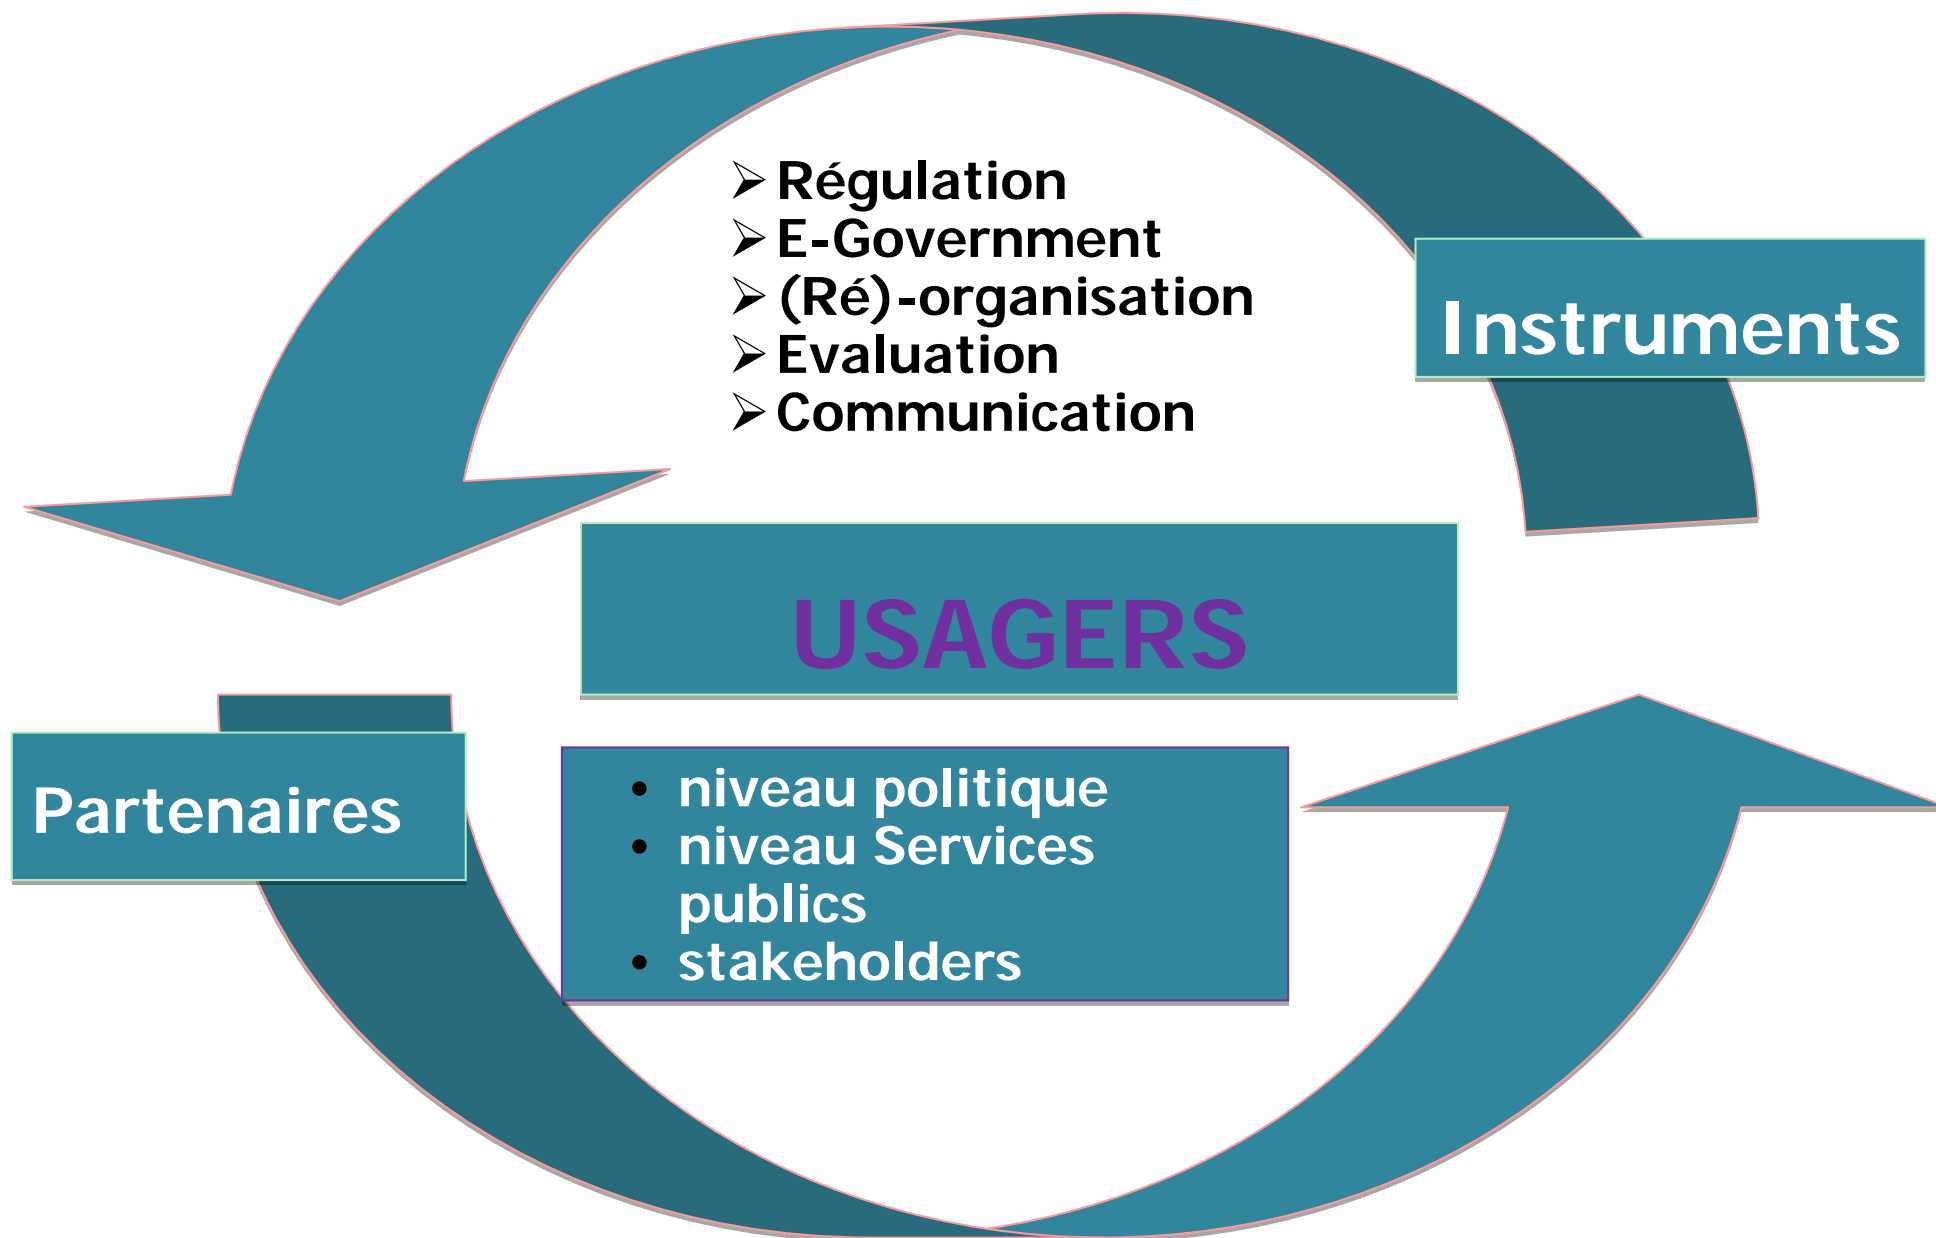 ➢ Régulation
➢ E-Government
➢ (Ré)-organisation
➢ Evaluation
➢ Communication
Instruments
USAGERS
Partenaires
• niveau politique
• niveau Services
publics
• stakeholders